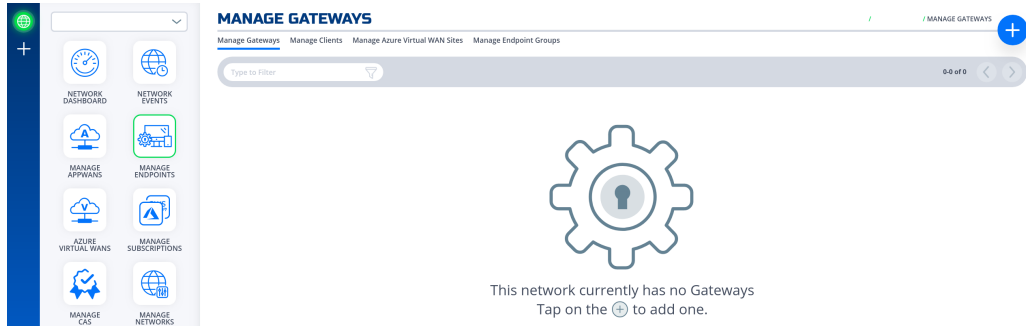 MANAGE GATEWAYS
/ / MANAGE GATEWAYS
Manage Gateways Manage Clients Manage Azure Virtual WAN Sites Manage Endpoint Groups
Type to Filter
0-0 of 0
NETWORK
DASHBOARD
NETWORK
EVENTS
A
MANAGE
APPWANS
MANAGE
ENDPOINTS
V
AZURE
VIRTUAL WANS
MANAGE
SUBSCRIPTIONS
MANAGE
CAS
MANAGE
NETWORKS
This network currently has no Gateways
Tap on the + to add one.